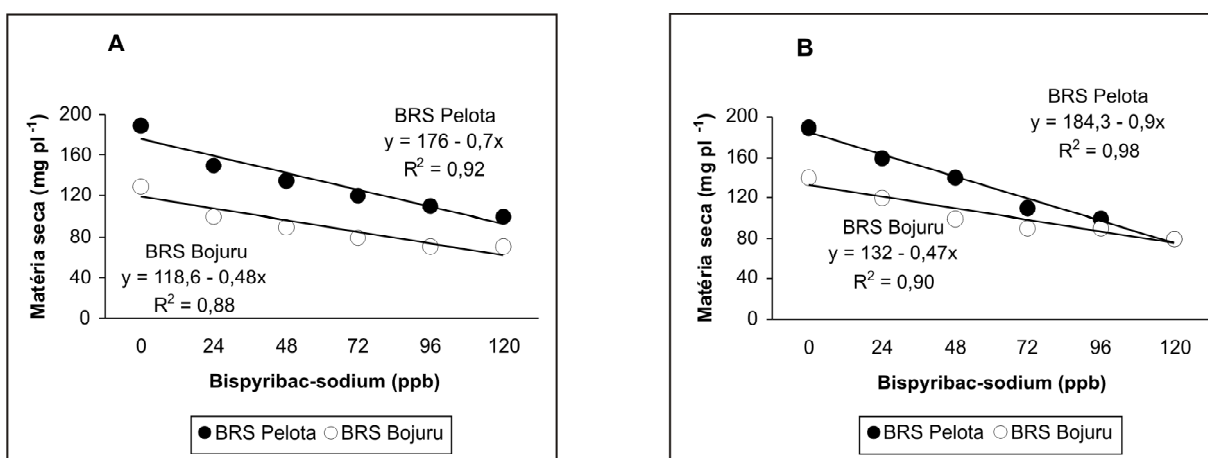 A
Matéria seca (mg pl ⁻¹)
200
160
120
80
40
0
BRS Pelota
y = 176 - 0,7x
R² = 0,92
BRS Bojuru
y = 118,6 - 0,48x
R² = 0,88
0 24 48 72 96 120
Bispyribac-sodium (ppb)
BRS Pelota BRS Bojuru
B
Matéria seca (mg pl ⁻¹)
200
160
120
80
40
0
BRS Pelota
y = 184,3 - 0,9x
R² = 0,98
BRS Bojuru
y = 132 - 0,47x
R² = 0,90
0 24 48 72 96 120
Bispyribac-sodium (ppb)
BRS Pelota BRS Bojuru